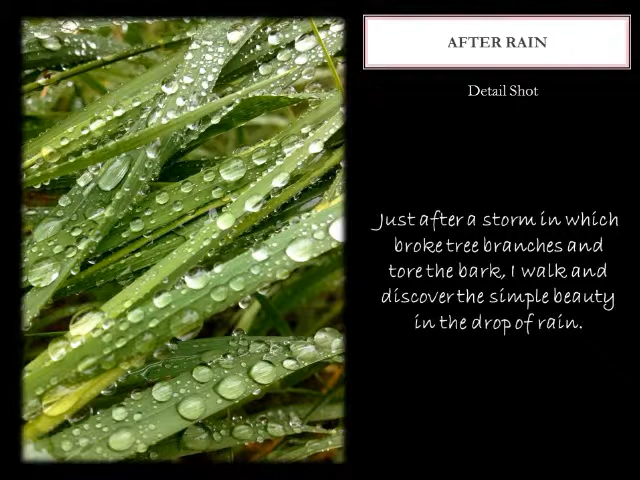 AFTER RAIN
Detail Shot
Just after a storm in which
broke tree branches and
tore the bark, I walk and
discover the simple beauty
in the drop of rain.